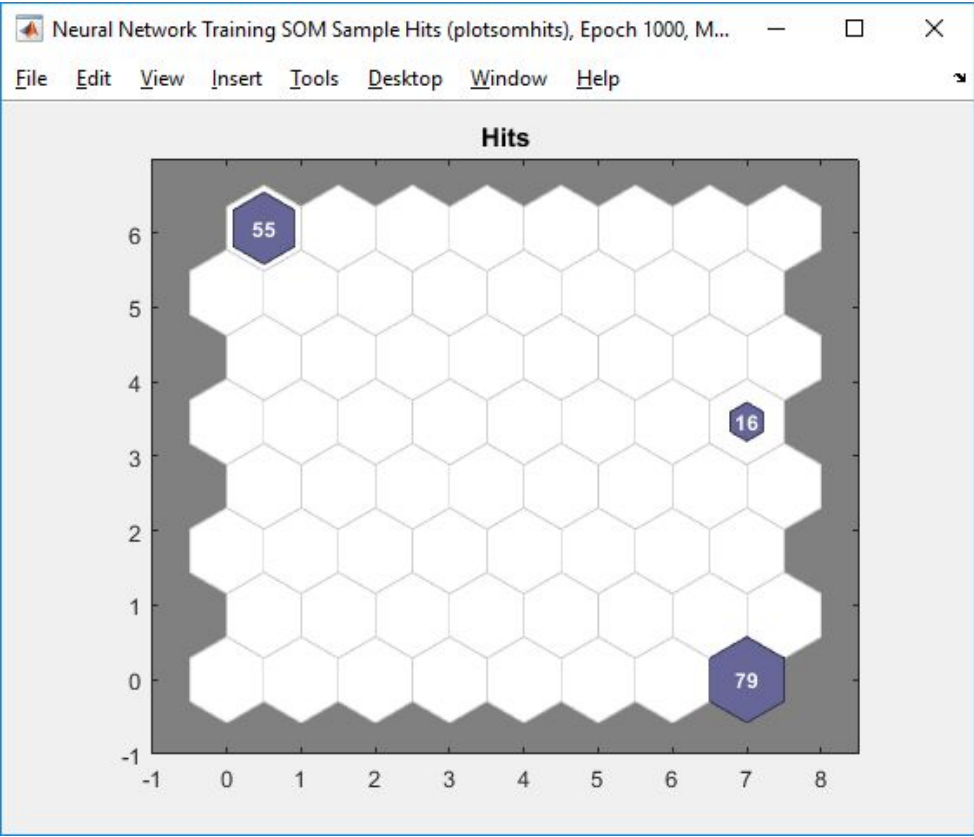 Neural Network Training SOM Sample Hits (plotsomhits), Epoch 1000, M...
File Edit View Insert Tools Desktop Window Help
Hits
6
55
5
4
3
16
2
1
0
79
-1
-1 0 1 2 3 4 5 6 7 8